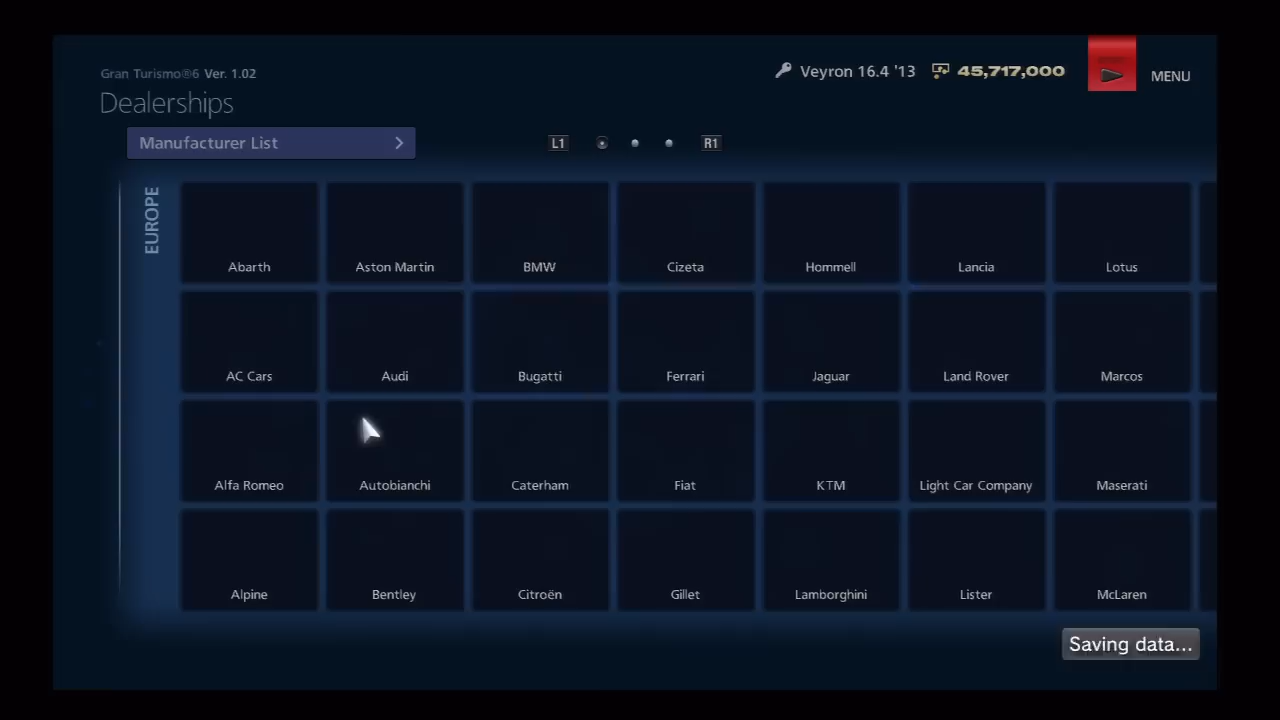 Gran Turismo®6 Ver. 1.02
Veyron 16.4 '13 45,717,000
MENU
Dealerships
Manufacturer List
L1 R1
EUROPE
Abarth Aston Martin BMW Cizeta Hommell Lancia Lotus
AC Cars Audi Bugatti Ferrari Jaguar Land Rover Marcos
Alfa Romeo Autobianchi Caterham Fiat KTM Light Car Company Maserati
Alpine Bentley Citroën Gillet Lamborghini Lister McLaren
Saving data...